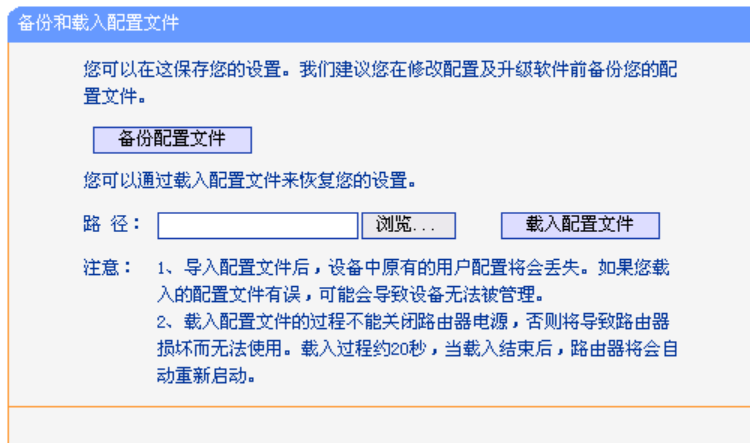 备份和载入配置文件
您可以在这保存您的设置。我们建议您在修改配置及升级软件前备份您的配
置文件。
备份配置文件
您可以通过载入配置文件来恢复您的设置。
路 径： 浏览... 载入配置文件
注意： 1、导入配置文件后，设备中原有的用户配置将会丢失。如果您载
入的配置文件有误，可能会导致设备无法被管理。
2、载入配置文件的过程不能关闭路由器电源，否则将导致路由器
损坏而无法使用。载入过程约20秒，当载入结束后，路由器将会自
动重新启动。